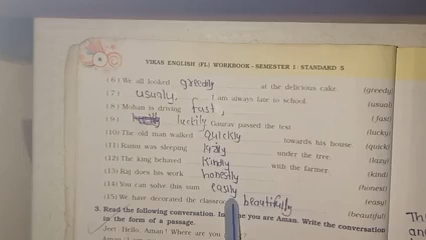 VIKAS ENGLISH (FL) WORKBOOK - SEMESTER 1 STANDARD 5
(6) We all looked greedily at the delicious cake. (greedy)
(7) usually, I am always fair to school. (usual)
(8) Mohan is driving fast, (fast)
(9) luckily Gaurav passed the test. (lucky)
(10) The old man walked quickly towards his house. (quick)
(11) Ramu was sleeping under the tree. (lazy)
(12) The king behaved kindly with the farmer. (kind)
(13) Raj does his work honestly (honest)
(14) You can solve this sum easily (easy)
(15) We have decorated the classroom beautifully (beautiful)
3. Read the following conversation. you are Aman. Write the conversation
in the form of a passage.
Jeet Hello, Aman! Where are you